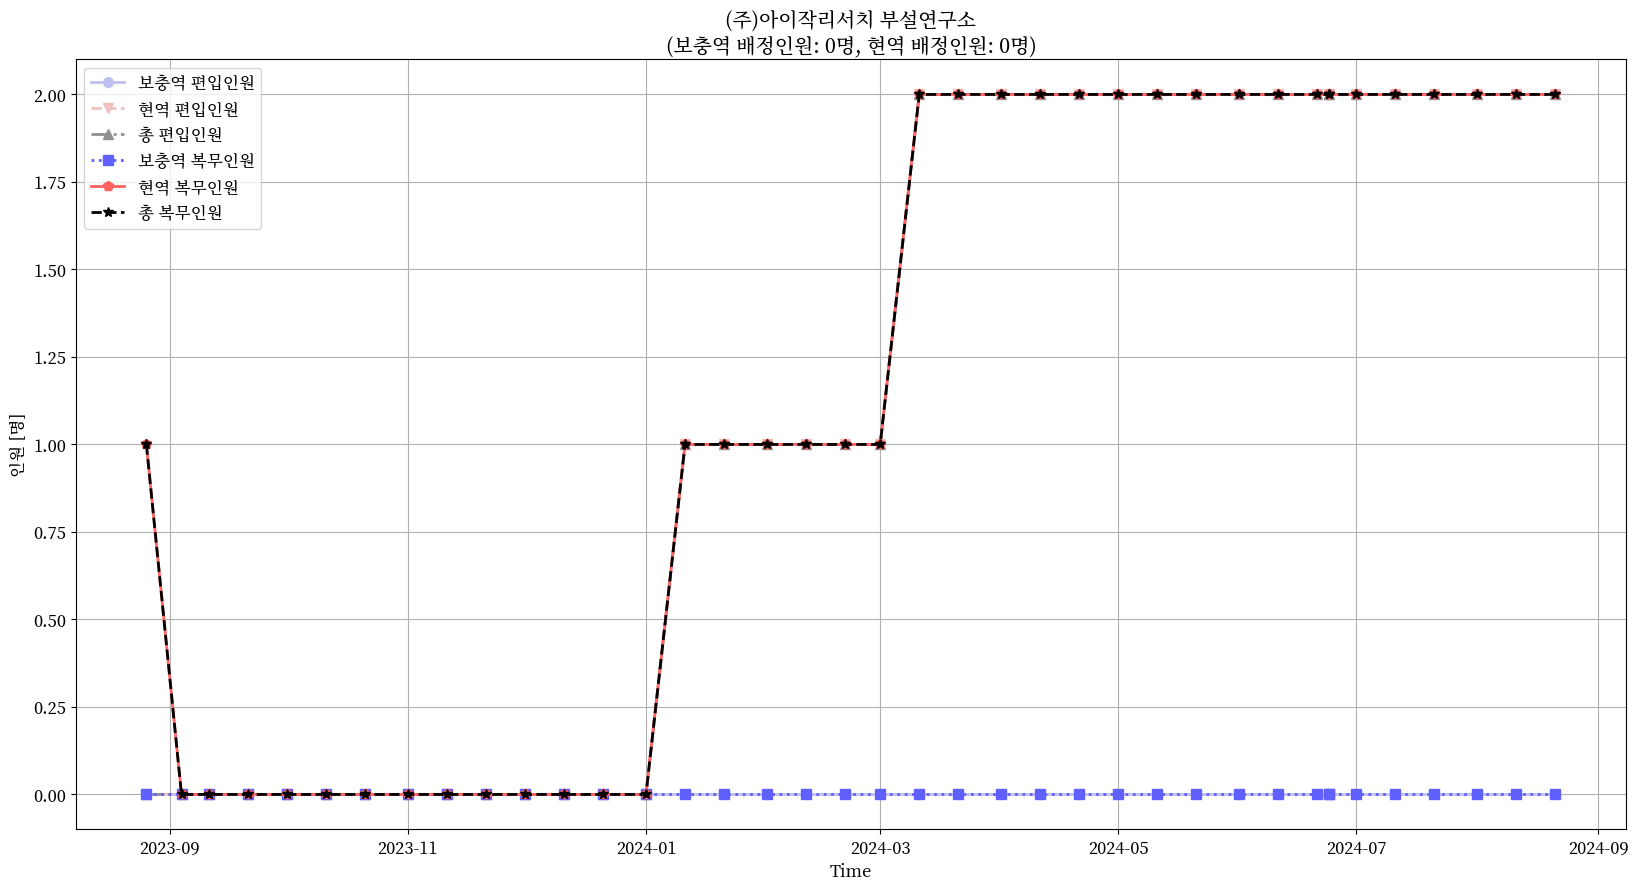 (주)아이작리서치 부설연구소
(보충역 배정인원: 0명, 현역 배정인원: 0명)
보충역 편입인원
현역 편입인원
총 편입인원
보충역 복무인원
현역 복무인원
총 복무인원
인원 [명]
2.00
1.75
1.50
1.25
1.00
0.75
0.50
0.25
0.00
2023-09 2023-11 2024-01 2024-03 2024-05 2024-07 2024-09
Time